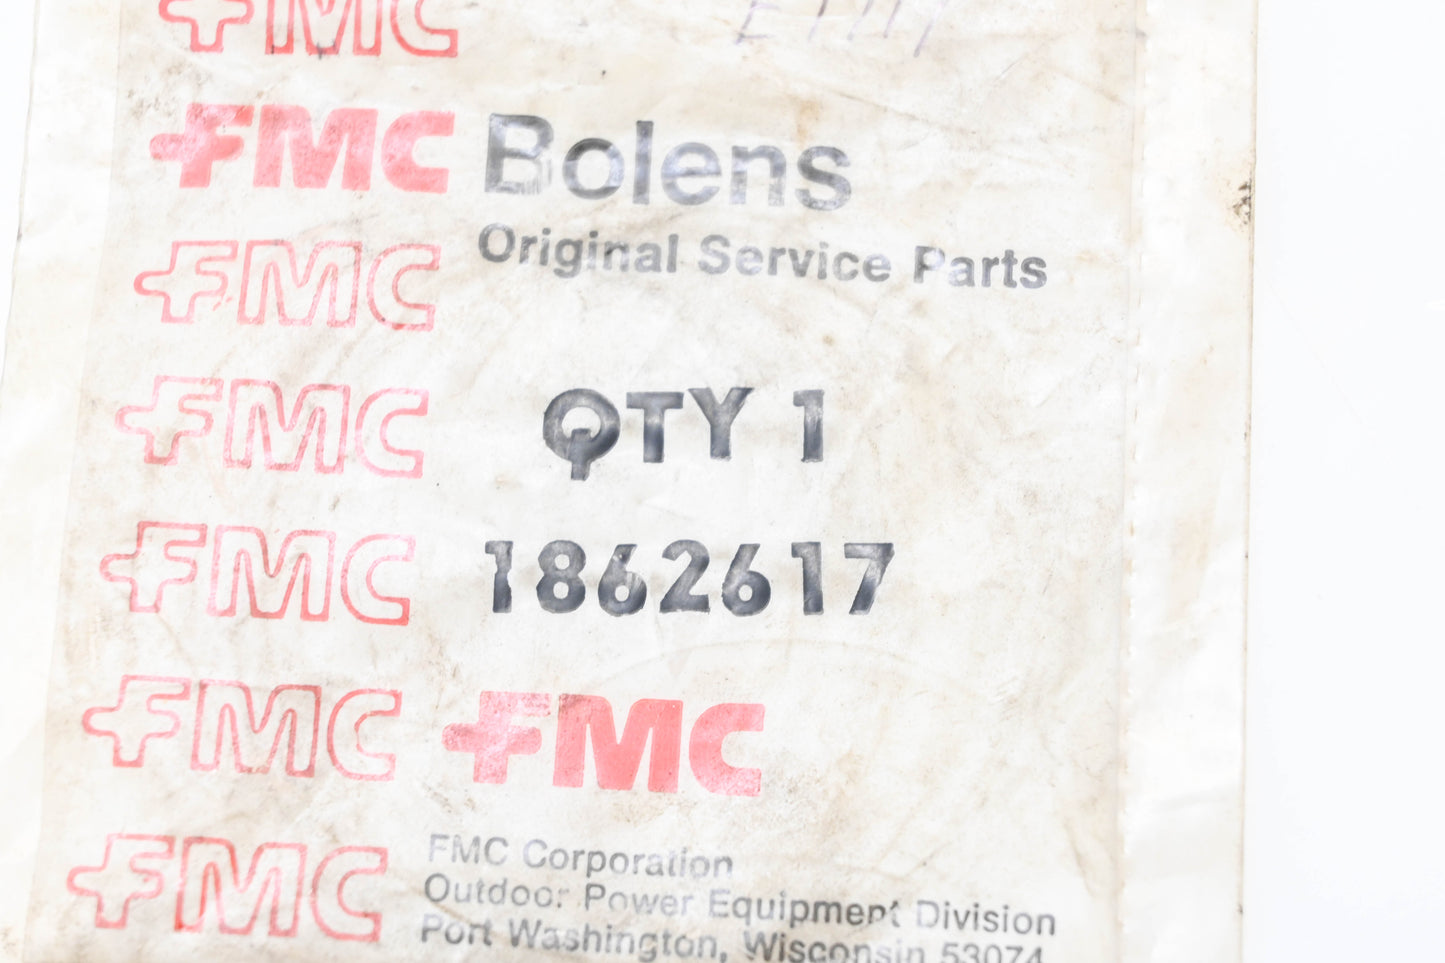 FMC
FMC Bolens
Original Service Parts
FMC
FMC
QTY 1
FMC
1862617
FMC FMC
FMC
FMC Corporation
Outdoor Power Equipment Division
Port Washington, Wisconsin 53074